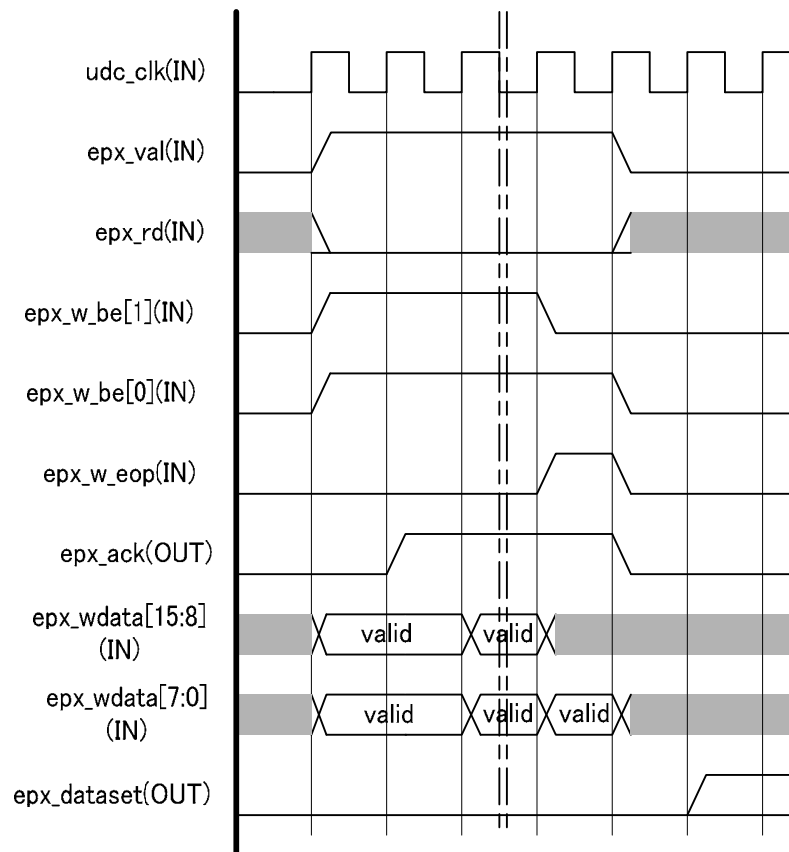 udc_clk(IN)
epx_val(IN)
epx_rd(IN)
epx_w_be[1](IN)
epx_w_be[0](IN)
epx_w_eop(IN)
epx_ack(OUT)
epx_wdata[15:8]
(IN)
valid valid
epx_wdata[7:0]
(IN)
valid valid valid
epx_dataset(OUT)